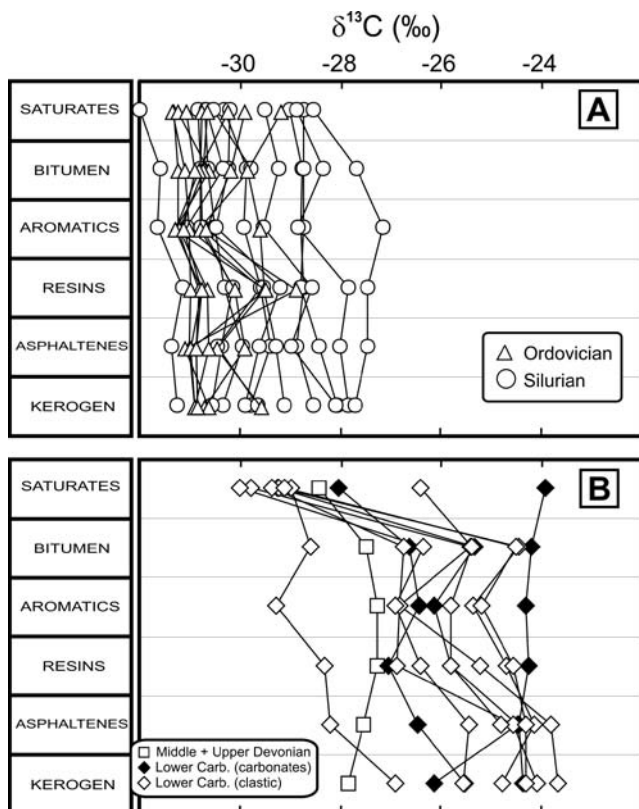 δ¹³C (‰)
-30 -28 -26 -24
A
SATURATES
BITUMEN
AROMATICS
RESINS
ASPHALTENES
KEROGEN
Ordovician
Silurian
B
SATURATES
BITUMEN
AROMATICS
RESINS
ASPHALTENES
KEROGEN
Middle + Upper Devonian
Lower Carb. (carbonates)
Lower Carb. (clastic)